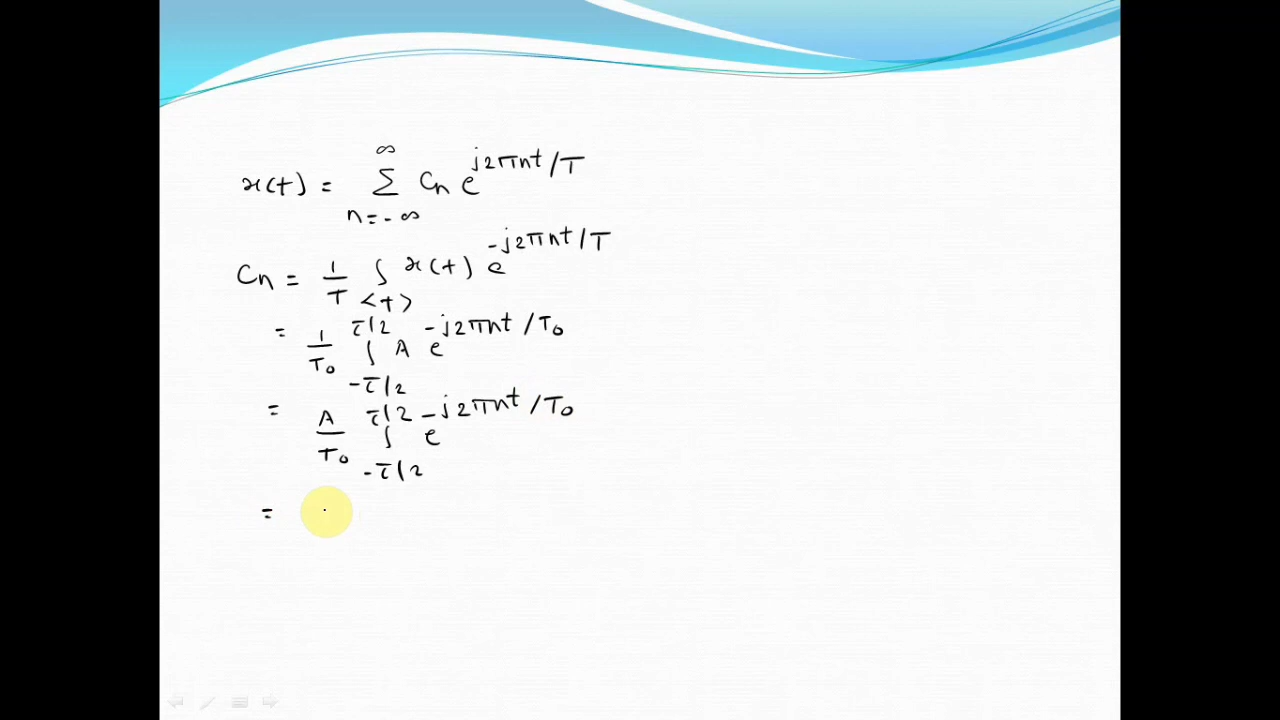 x(t) = ∞ Σ n=-∞ Cn e^j2πnt/T
Cn = 1/T ∫<T> x(t) e^-j2πnt/T
= 1/T₀ ∫ -τ/2 τ/2 A e^-j2πnt/T₀
= A/T₀ ∫ -τ/2 τ/2 e^-j2πnt/T₀
=